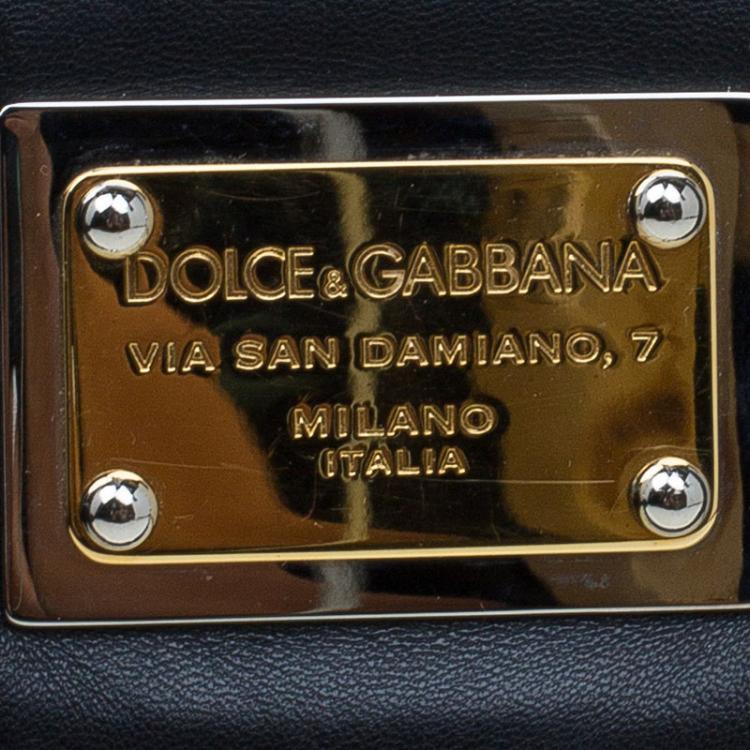 DOLCE&GABBANA
VIA SAN DAMIANO, 7
MILANO
ITALIA